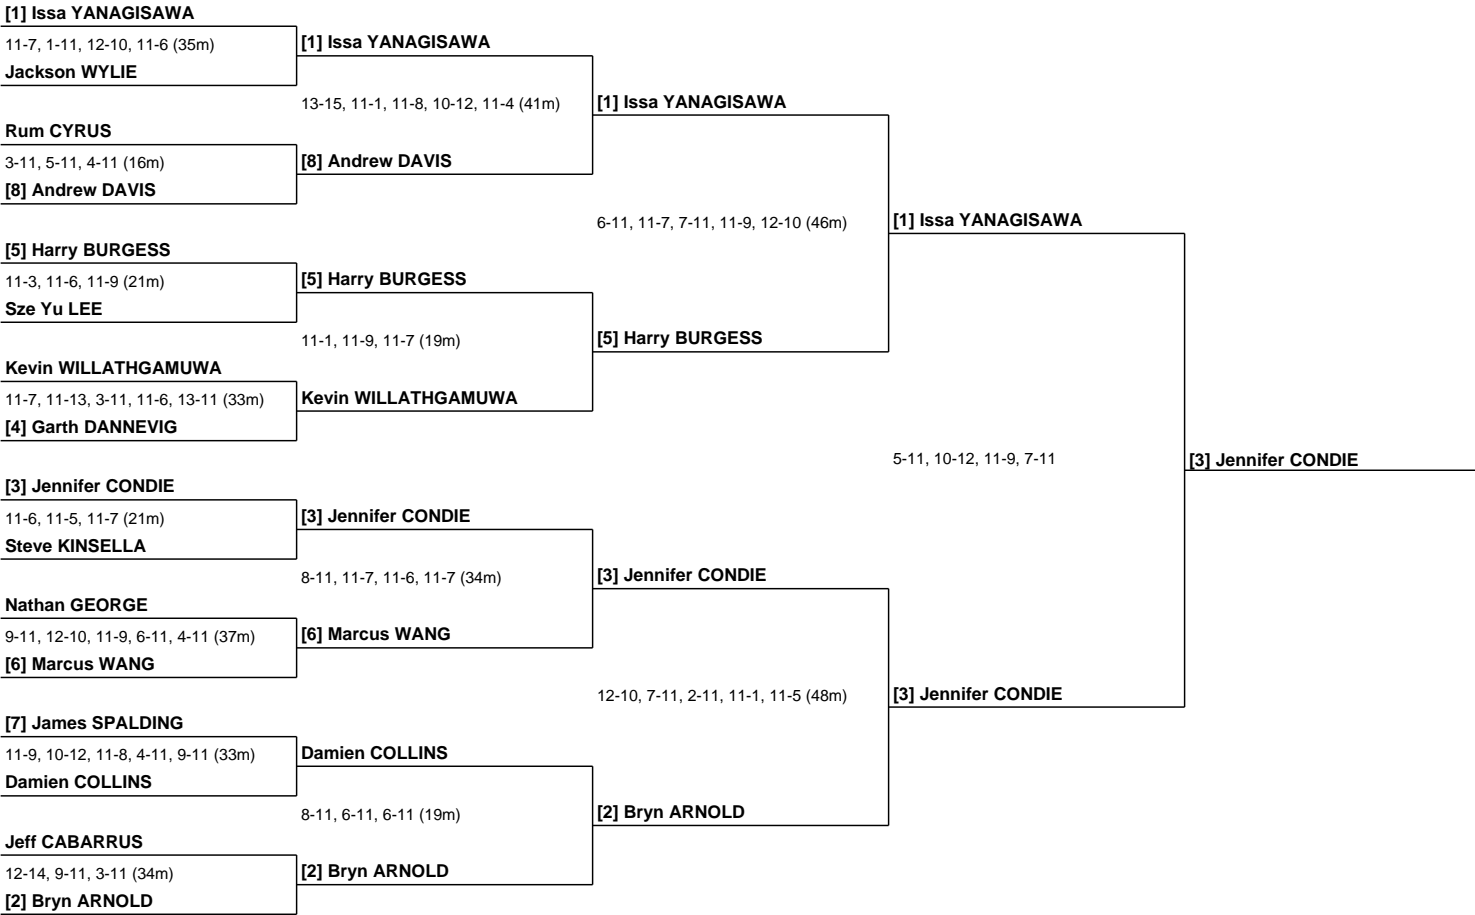 [1] Issa YANAGISAWA
11-7, 1-11, 12-10, 11-6 (35m)
Jackson WYLIE
Rum CYRUS
3-11, 5-11, 4-11 (16m)
[8] Andrew DAVIS
[5] Harry BURGESS
11-3, 11-6, 11-9 (21m)
Sze Yu LEE
Kevin WILLATHGAMUWA
11-7, 11-13, 3-11, 11-6, 13-11 (33m)
[4] Garth DANNEVIG
[3] Jennifer CONDIE
11-6, 11-5, 11-7 (21m)
Steve KINSELLA
Nathan GEORGE
9-11, 12-10, 11-9, 6-11, 4-11 (37m)
[6] Marcus WANG
[7] James SPALDING
11-9, 10-12, 11-8, 4-11, 9-11 (33m)
Damien COLLINS
Jeff CABARRUS
12-14, 9-11, 3-11 (34m)
[2] Bryn ARNOLD
[1] Issa YANAGISAWA
13-15, 11-1, 11-8, 10-12, 11-4 (41m)
[8] Andrew DAVIS
[5] Harry BURGESS
11-1, 11-9, 11-7 (19m)
Kevin WILLATHGAMUWA
[3] Jennifer CONDIE
8-11, 11-7, 11-6, 11-7 (34m)
[6] Marcus WANG
Damien COLLINS
8-11, 6-11, 6-11 (19m)
[2] Bryn ARNOLD
[1] Issa YANAGISAWA
6-11, 11-7, 7-11, 11-9, 12-10 (46m)
[5] Harry BURGESS
[3] Jennifer CONDIE
12-10, 7-11, 2-11, 11-1, 11-5 (48m)
[2] Bryn ARNOLD
[1] Issa YANAGISAWA
5-11, 10-12, 11-9, 7-11
[3] Jennifer CONDIE
[3] Jennifer CONDIE